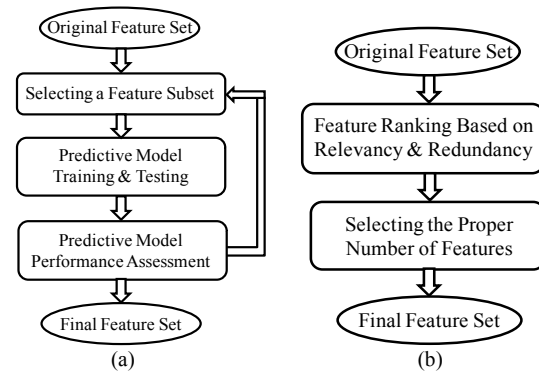 Original Feature Set
Selecting a Feature Subset
Predictive Model
Training & Testing
Predictive Model
Performance Assessment
Final Feature Set
(a)
Original Feature Set
Feature Ranking Based on
Relevancy & Redundancy
Selecting the Proper
Number of Features
Final Feature Set
(b)